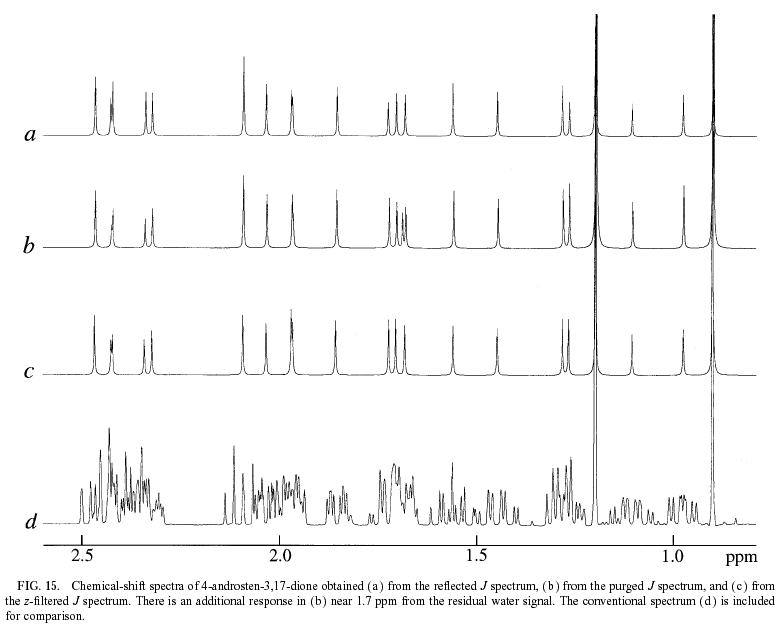 a
b
c
d
2.5 2.0 1.5 1.0 ppm
FIG. 15. Chemical-shift spectra of 4-androsten-3,17-dione obtained (a) from the reflected J spectrum, (b) from the purged J spectrum, and (c) from
the z-filtered J spectrum. There is an additional response in (b) near 1.7 ppm from the residual water signal. The conventional spectrum (d) is included
for comparison.